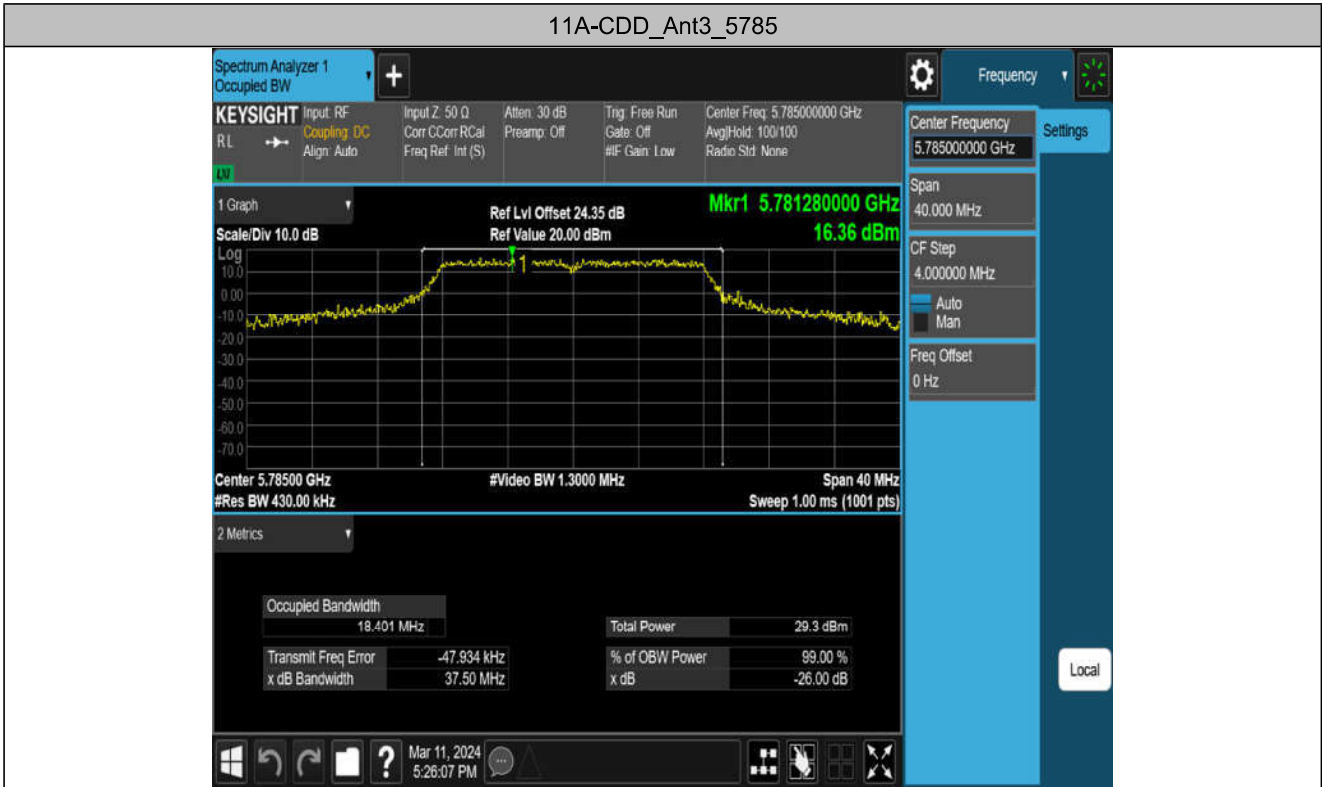 11A-CDD_Ant3_5785
Spectrum Analyzer 1
Occupied BW
+
Frequency
KEYSIGHT
RL
LXI
Input: RF
Coupling: DC
Align: Auto
Input Z: 50 Ω
Corr CCorr RCal
Freq Ref: Int (S)
Atten: 30 dB
Preamp: Off
Trig: Free Run
Gate: Off
#IF Gain: Low
Center Freq: 5.785000000 GHz
Avg|Hold: 100/100
Radio Std: None
Center Frequency
5.785000000 GHz
Settings
Span
40.000 MHz
CF Step
4.000000 MHz
Auto
Man
Freq Offset
0 Hz
Local
1 Graph
Scale/Div 10.0 dB
Ref Lvl Offset 24.35 dB
Ref Value 20.00 dBm
Mkr1 5.781280000 GHz
16.36 dBm
Log
10.0
0.00
-10.0
-20.0
-30.0
-40.0
-50.0
-60.0
-70.0
1
Center 5.78500 GHz
#Res BW 430.00 kHz
#Video BW 1.3000 MHz
Span 40 MHz
Sweep 1.00 ms (1001 pts)
2 Metrics
Occupied Bandwidth
18.401 MHz
Total Power 29.3 dBm
Transmit Freq Error -47.934 kHz
% of OBW Power 99.00 %
x dB Bandwidth 37.50 MHz
x dB -26.00 dB
?
Mar 11, 2024
5:26:07 PM